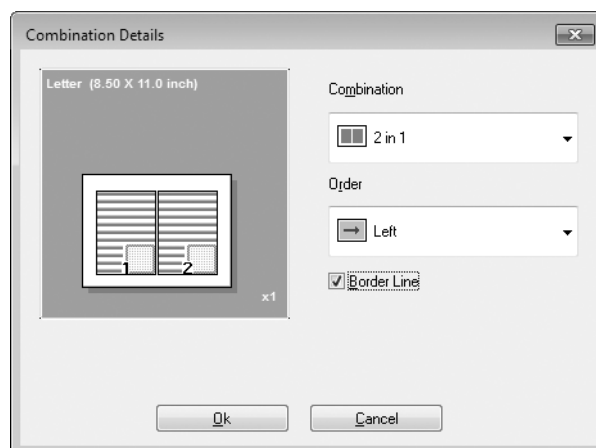 Combination Details
Letter (8.50 X 11.0 inch)
1 2
x1
Combination
2 in 1
Order
Left
Border Line
Ok Cancel